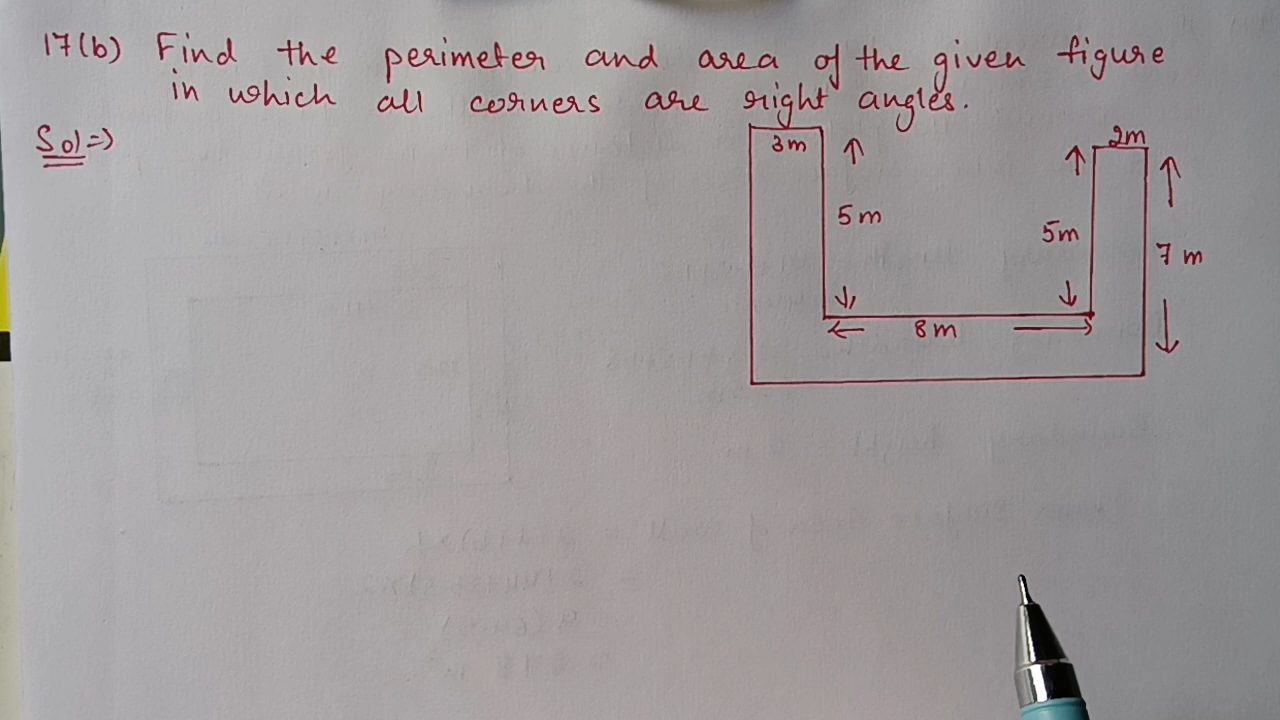 17(b) Find the perimeter and area of the given figure
in which all corners are right angles.
Sol=>
3m
2m
5m
5m
7 m
8m